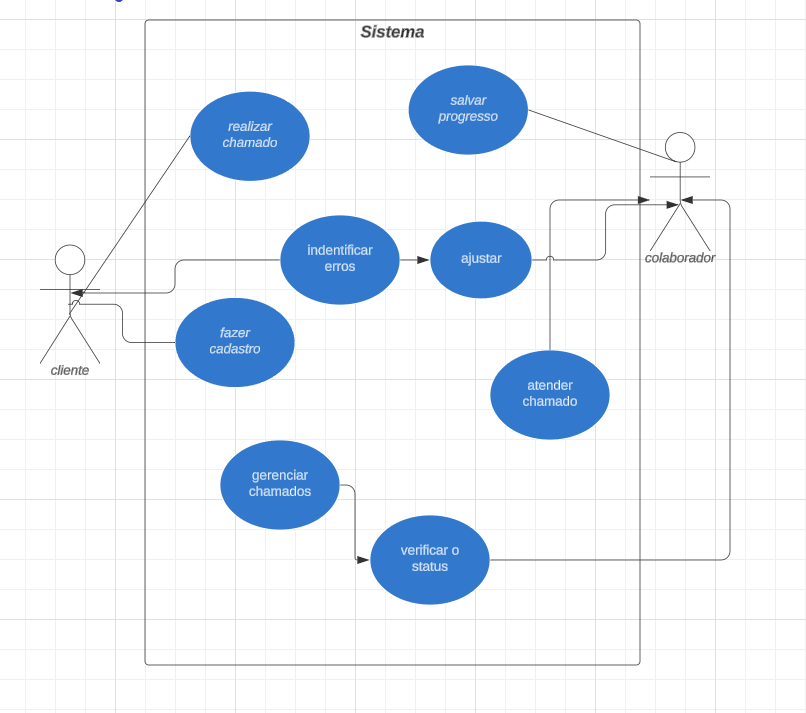 Sistema
salvar
progresso
realizar
chamado
indentificar
erros
ajustar
colaborador
fazer
cadastro
cliente
atender
chamado
gerenciar
chamados
verificar o
status